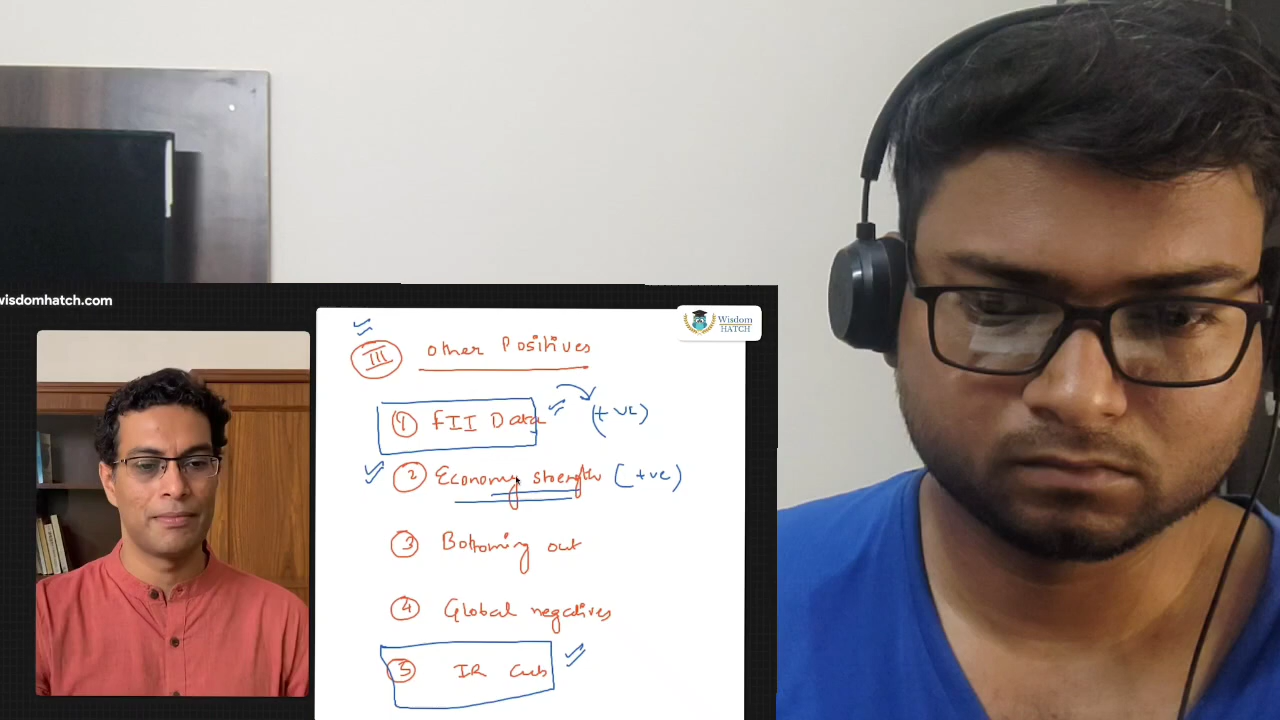 wisdomhatch.com
Wisdom
HATCH
III other Positives
1 FII Data (+ve)
2 Economy strength (+ve)
3 Bottoming out
4 Global negatives
5 IR Cuts